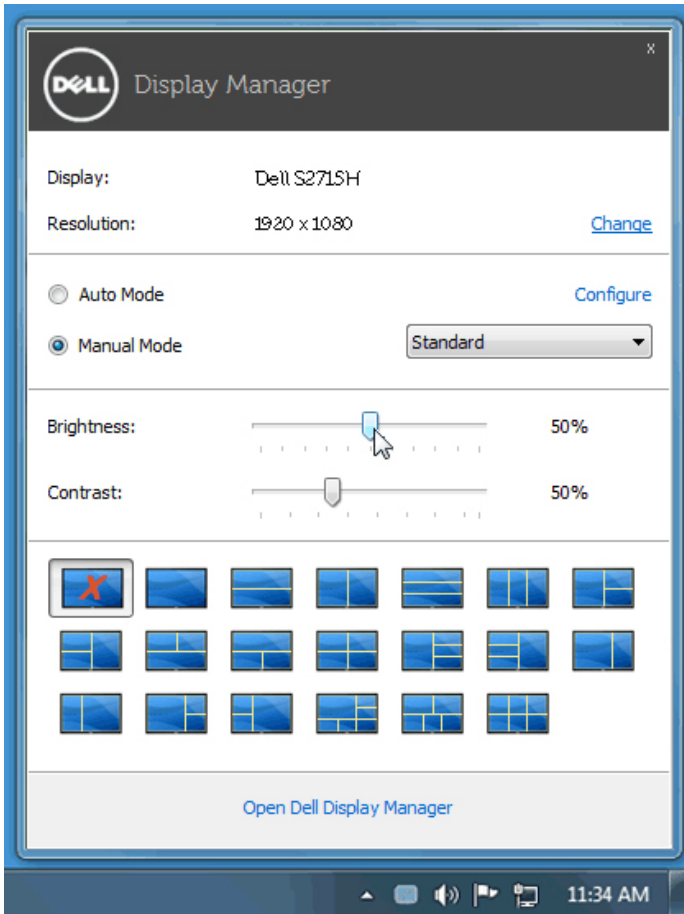 x
DELL Display Manager
Display: Dell S2715H
Resolution: 1920 x 1080 Change
Auto Mode Configure
Manual Mode Standard
Brightness: 50%
Contrast: 50%
X
Open Dell Display Manager
11:34 AM